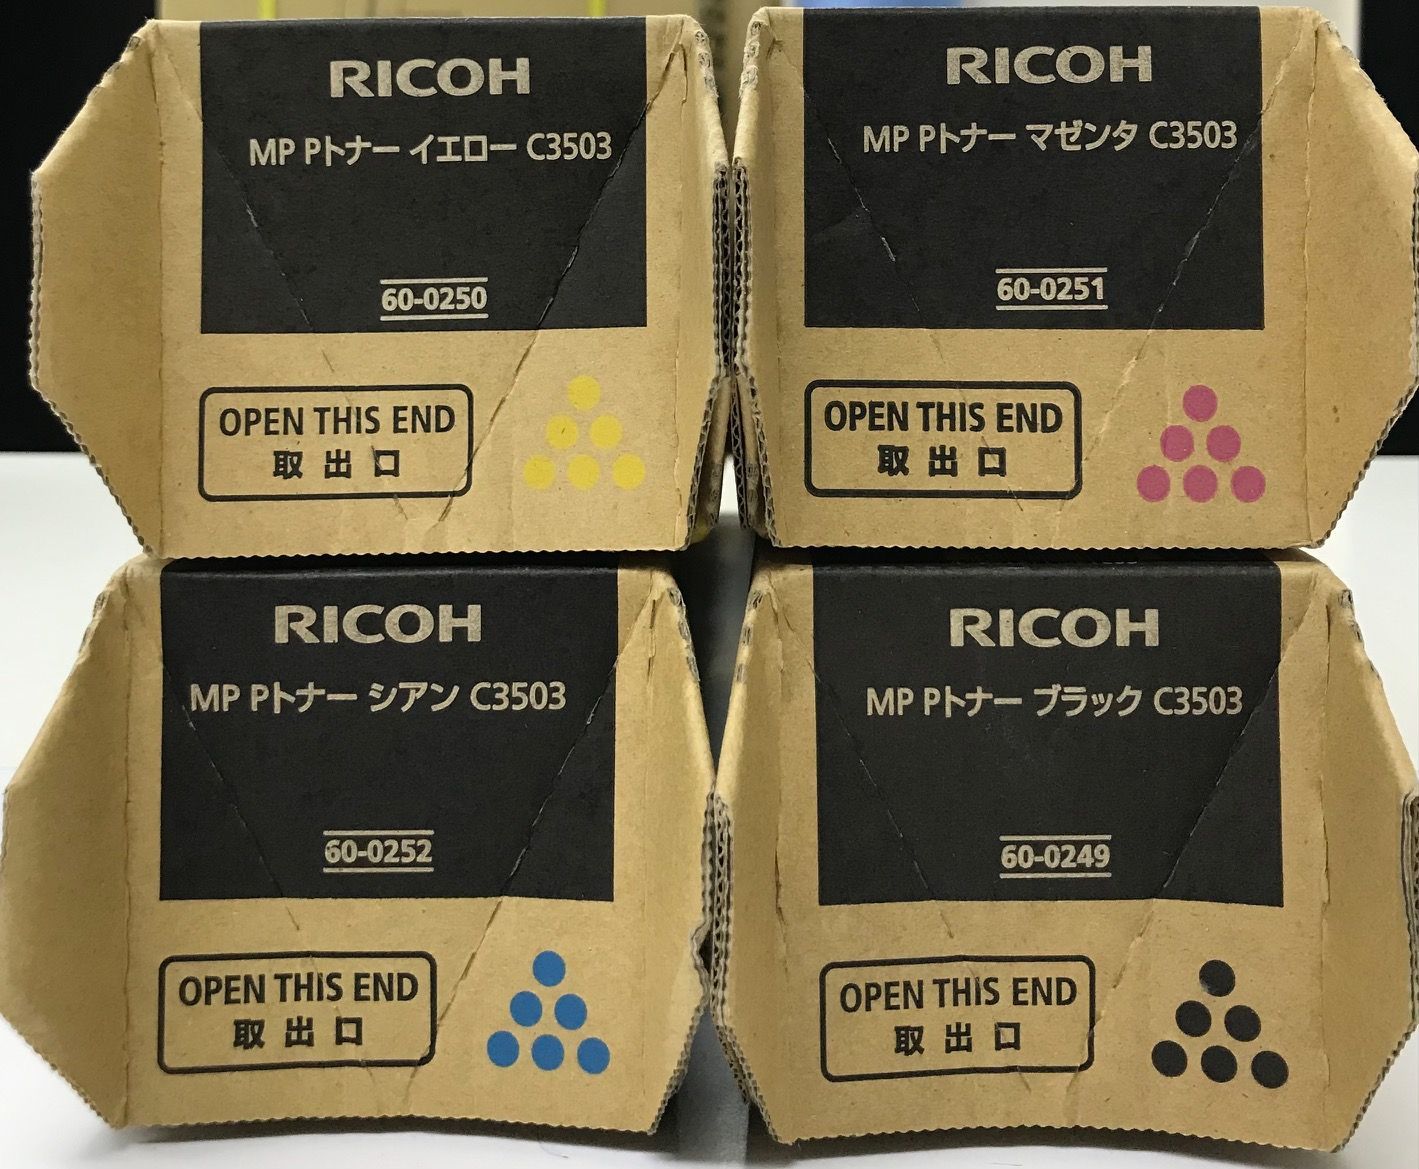 RICOH
MP Pトナー イエロー C3503
60-0250
OPEN THIS END
取出口
RICOH
MP Pトナー マゼンタ C3503
60-0251
OPEN THIS END
取出口
RICOH
MP Pトナー シアン C3503
60-0252
OPEN THIS END
取出口
RICOH
MP Pトナー ブラック C3503
60-0249
OPEN THIS END
取出口